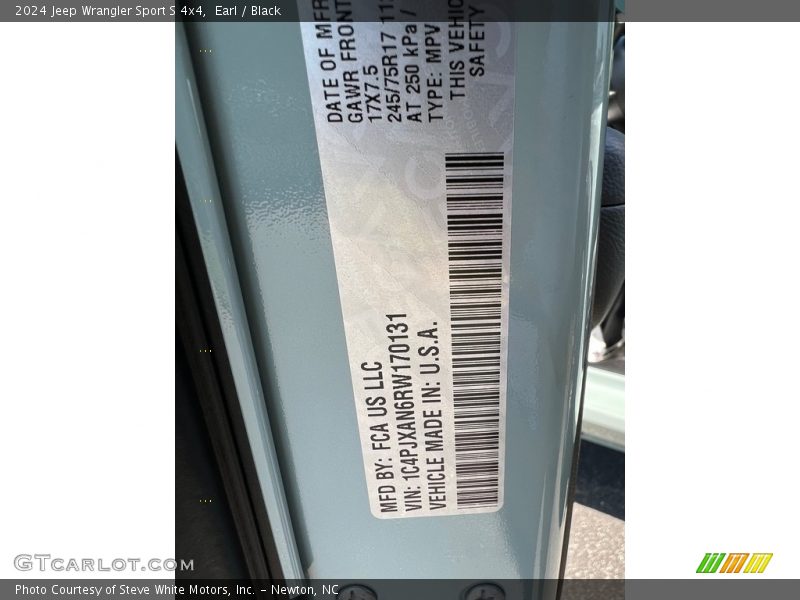 2024 Jeep Wrangler Sport S 4x4, Earl / Black
DATE OF MFR
GAWR FRONT
17X7.5
245/75R17
AT 250 kPa /
TYPE: MPV
THIS VEHIC
SAFETY
MFD BY: FCA US LLC
VIN: 1C4PJXAN6RW170131
VEHICLE MADE IN: U.S.A.
GTCARLOT.COM
Photo Courtesy of Steve White Motors, Inc. – Newton, NC